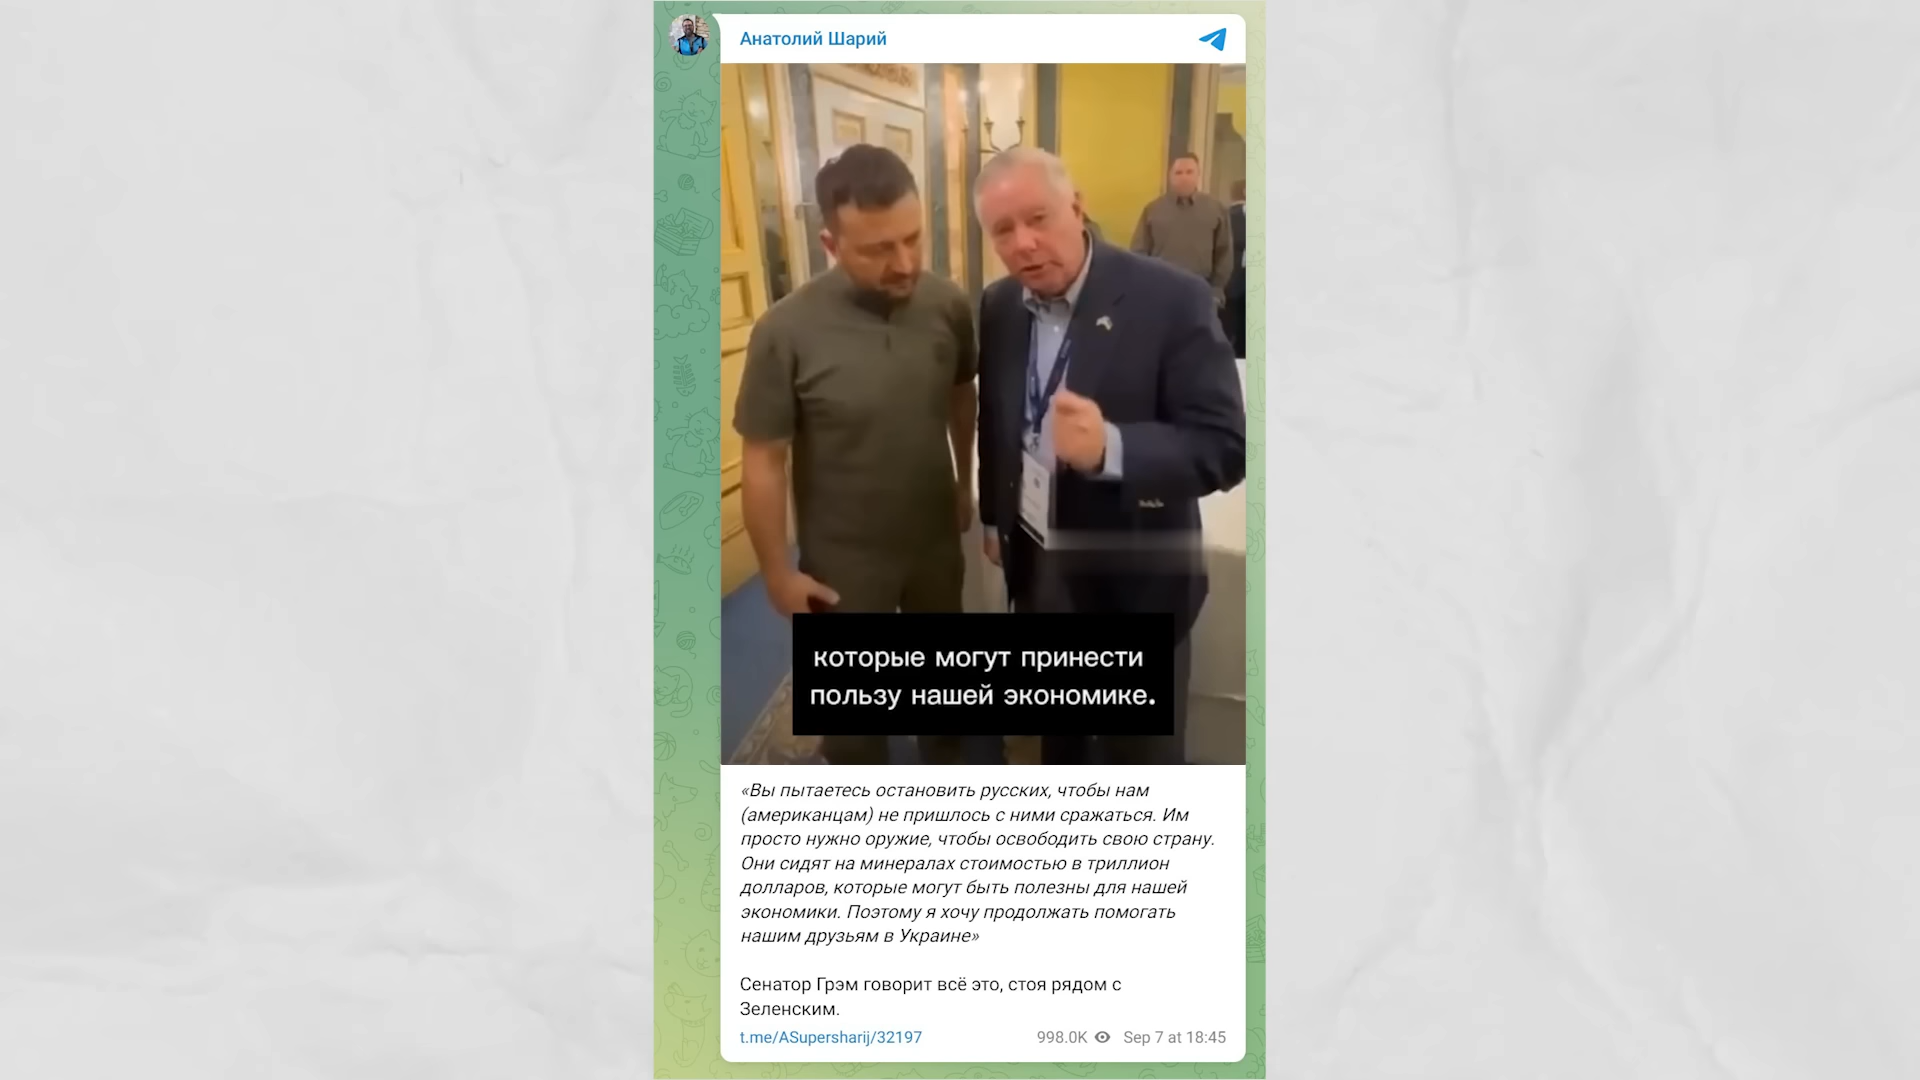 Анатолий Шарий
которые могут принести
пользу нашей экономике.
«Вы пытаетесь остановить русских, чтобы нам
(американцам) не пришлось с ними сражаться. Им
просто нужно оружие, чтобы освободить свою страну.
Они сидят на минералах стоимостью в триллион
долларов, которые могут быть полезны для нашей
экономики. Поэтому я хочу продолжать помогать
нашим друзьям в Украине»
Сенатор Грэм говорит всё это, стоя рядом с
Зеленским.
t.me/ASupersharij/32197
998.0K
Sep 7 at 18:45